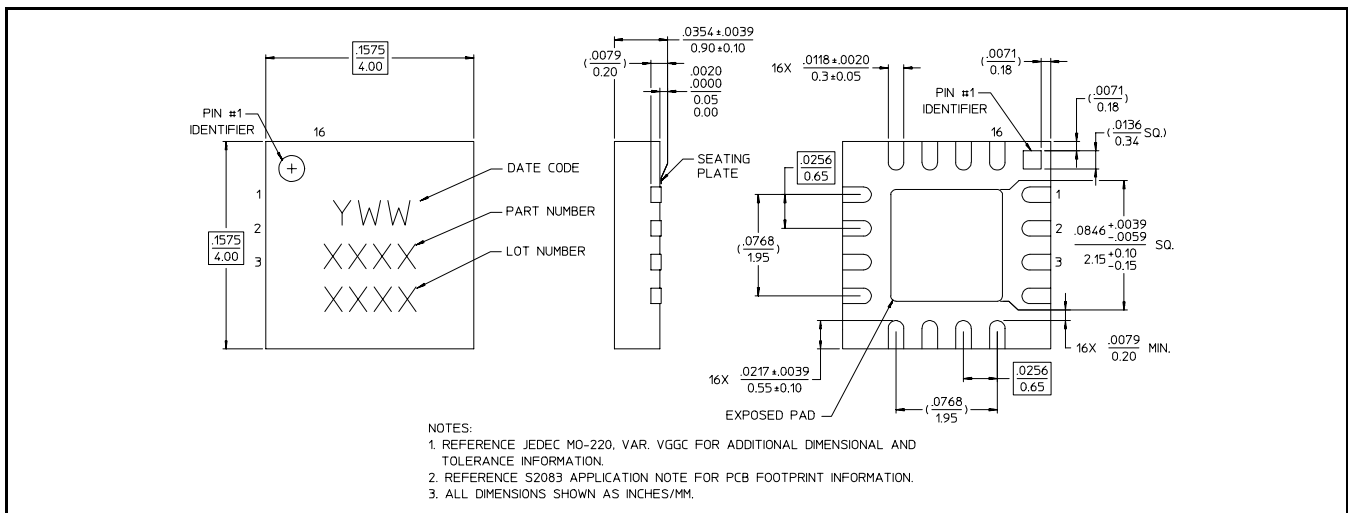 .1575
4.00
PIN #1
IDENTIFIER
16
1
2
3
.1575
4.00
YWW
XXXX
XXXX
DATE CODE
PART NUMBER
LOT NUMBER
.0354±.0039
0.90±0.10
(.0079
0.20)
.0020
.0000
0.05
0.00
SEATING
PLATE
16X .0118±.0020
0.3±0.05
(.0071
0.18)
PIN #1
IDENTIFIER
16
(.0071
0.18)
(.0136
0.34 SQ.)
.0256
0.65
(.0768
1.95)
1
2
3
.0846 +.0039
-.0059
2.15 +0.10
-0.15
SQ.
16X .0079
0.20 MIN.
16X .0217±.0039
0.55±0.10
.0256
0.65
(.0768
1.95)
EXPOSED PAD
NOTES:
1. REFERENCE JEDEC MO-220, VAR. VGGC FOR ADDITIONAL DIMENSIONAL AND
TOLERANCE INFORMATION.
2. REFERENCE S2083 APPLICATION NOTE FOR PCB FOOTPRINT INFORMATION.
3. ALL DIMENSIONS SHOWN AS INCHES/MM.